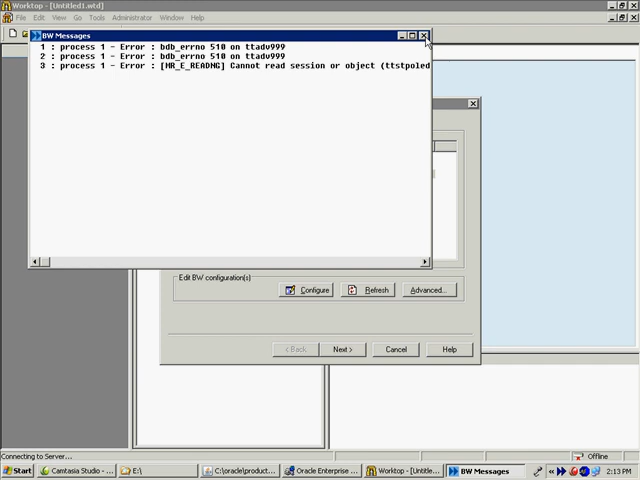 Worktop - [Untitled1.wtd]
File Edit View Go Tools Administrator Window Help
BW Messages
1 : process 1 - Error : bdb_errno 510 on ttadv999
2 : process 1 - Error : bdb_errno 510 on ttadv999
3 : process 1 - Error : [MR_E_READNG] Cannot read session or object (ttstpoled
Edit BW configuration(s)
Configure Refresh Advanced...
< Back Next > Cancel Help
Connecting to Server... Offline
Start Camtasia Studio - ... E:\ C:\oracle\product... Oracle Enterprise ... Worktop - [Untitle... BW Messages 2:13 PM